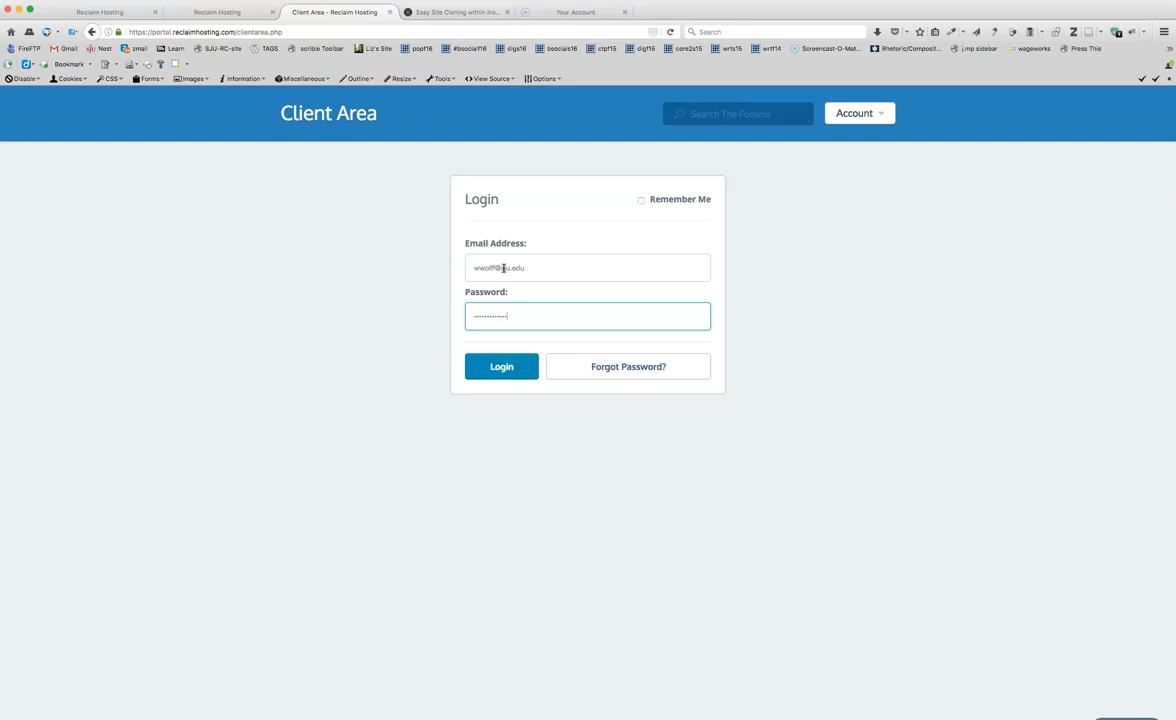 Reclaim Hosting
Reclaim Hosting
Client Area - Reclaim Hosting
Easy Site Cloning within Ins...
Your Account
https://portal.reclaimhosting.com/clientarea.php
Search
FireFTP Gmail Nest zmail Learn SJU-RC-site TAGS scrible Toolbar Liz's Site popf16 #bsocialf16 digs16 bsocials16 ctpf15 digf15 core2s15 wrts15 wrtf14 Screencast-O-Mat... Rhetoric/Composit... j.mp sidebar wageworks Press This
Bookmark
Disable Cookies CSS Forms Images Information Miscellaneous Outline Resize Tools View Source Options
Client Area
Search The Forums
Account
Login
Remember Me
Email Address:
Password:
Login
Forgot Password?